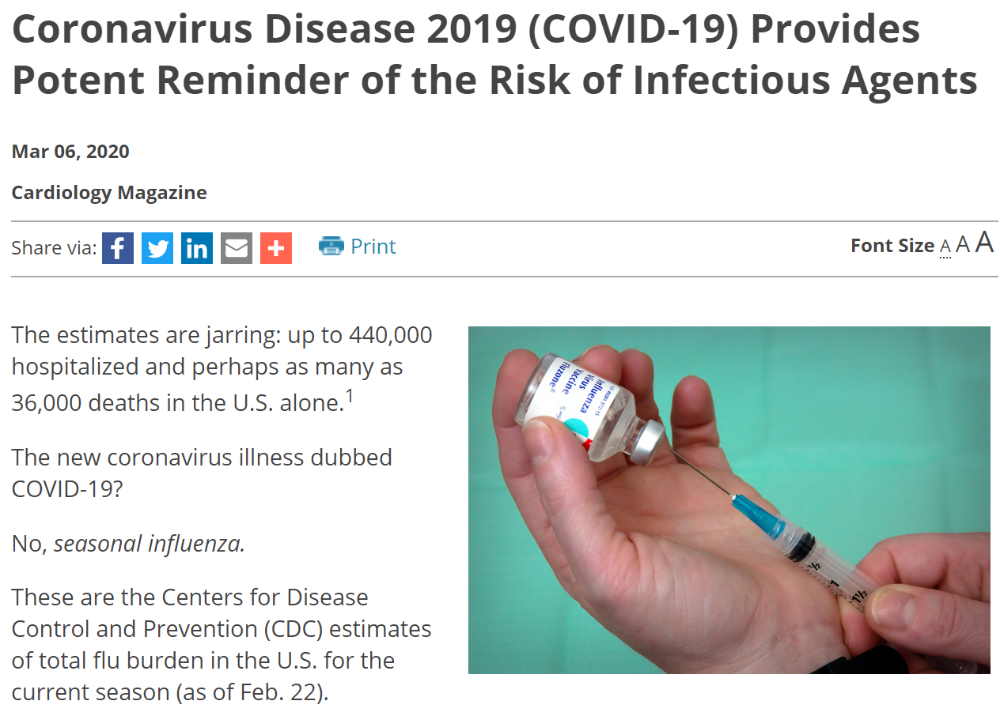 Coronavirus Disease 2019 (COVID-19) Provides
Potent Reminder of the Risk of Infectious Agents
Mar 06, 2020
Cardiology Magazine
Share via: f in Print Font Size A A A
The estimates are jarring: up to 440,000
hospitalized and perhaps as many as
36,000 deaths in the U.S. alone.1
The new coronavirus illness dubbed
COVID-19?
No, seasonal influenza.
These are the Centers for Disease
Control and Prevention (CDC) estimates
of total flu burden in the U.S. for the
current season (as of Feb. 22).
Influenza
Virus
Vaccine
Fluzone®
½
1
1½